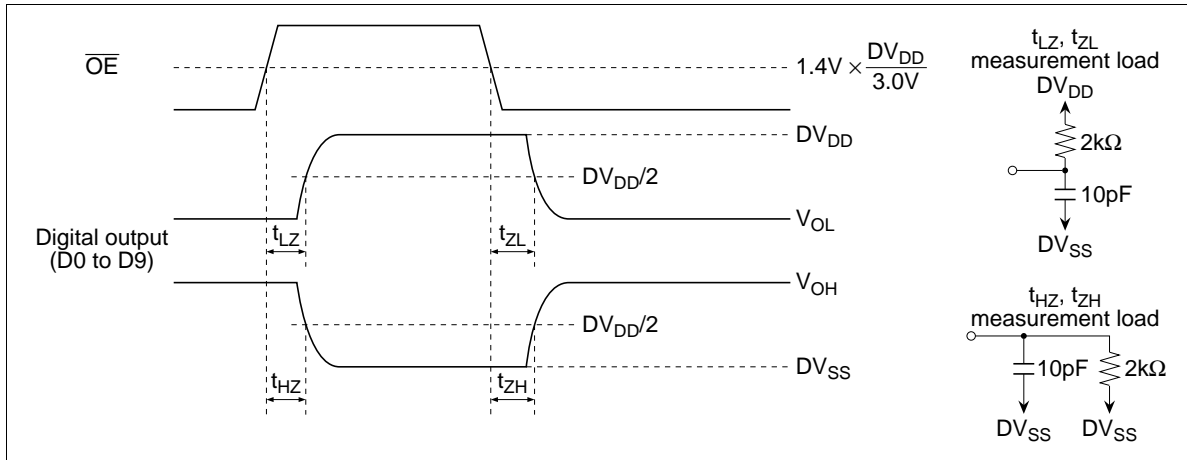 OE
1.4V × DVDD
3.0V
DVDD
DVDD/2
VOL
tLZ
tZL
Digital output
(D0 to D9)
VOH
DVDD/2
DVSS
tHZ
tZH
tLZ, tZL
measurement load
DVDD
2kΩ
10pF
DVSS
tHZ, tZH
measurement load
10pF
2kΩ
DVSS
DVSS